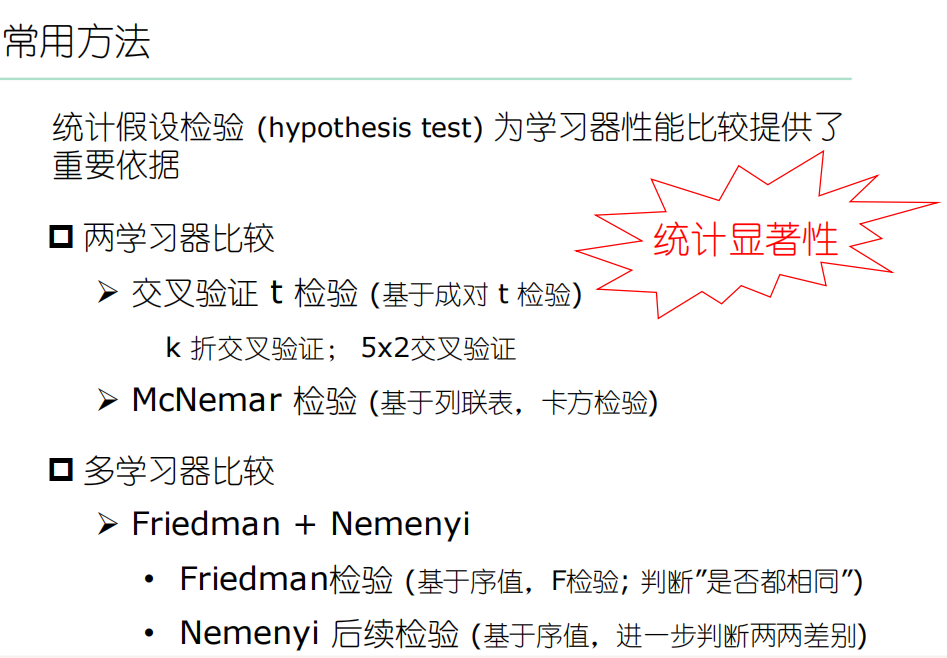 常用方法
统计假设检验 (hypothesis test) 为学习器性能比较提供了
重要依据
统计显著性
两学习器比较
交叉验证 t 检验 (基于成对 t 检验)
k 折交叉验证； 5x2交叉验证
McNemar 检验 (基于列联表，卡方检验)
多学习器比较
Friedman + Nemenyi
• Friedman检验 (基于序值，F检验; 判断”是否都相同”)
• Nemenyi 后续检验 (基于序值，进一步判断两两差别)